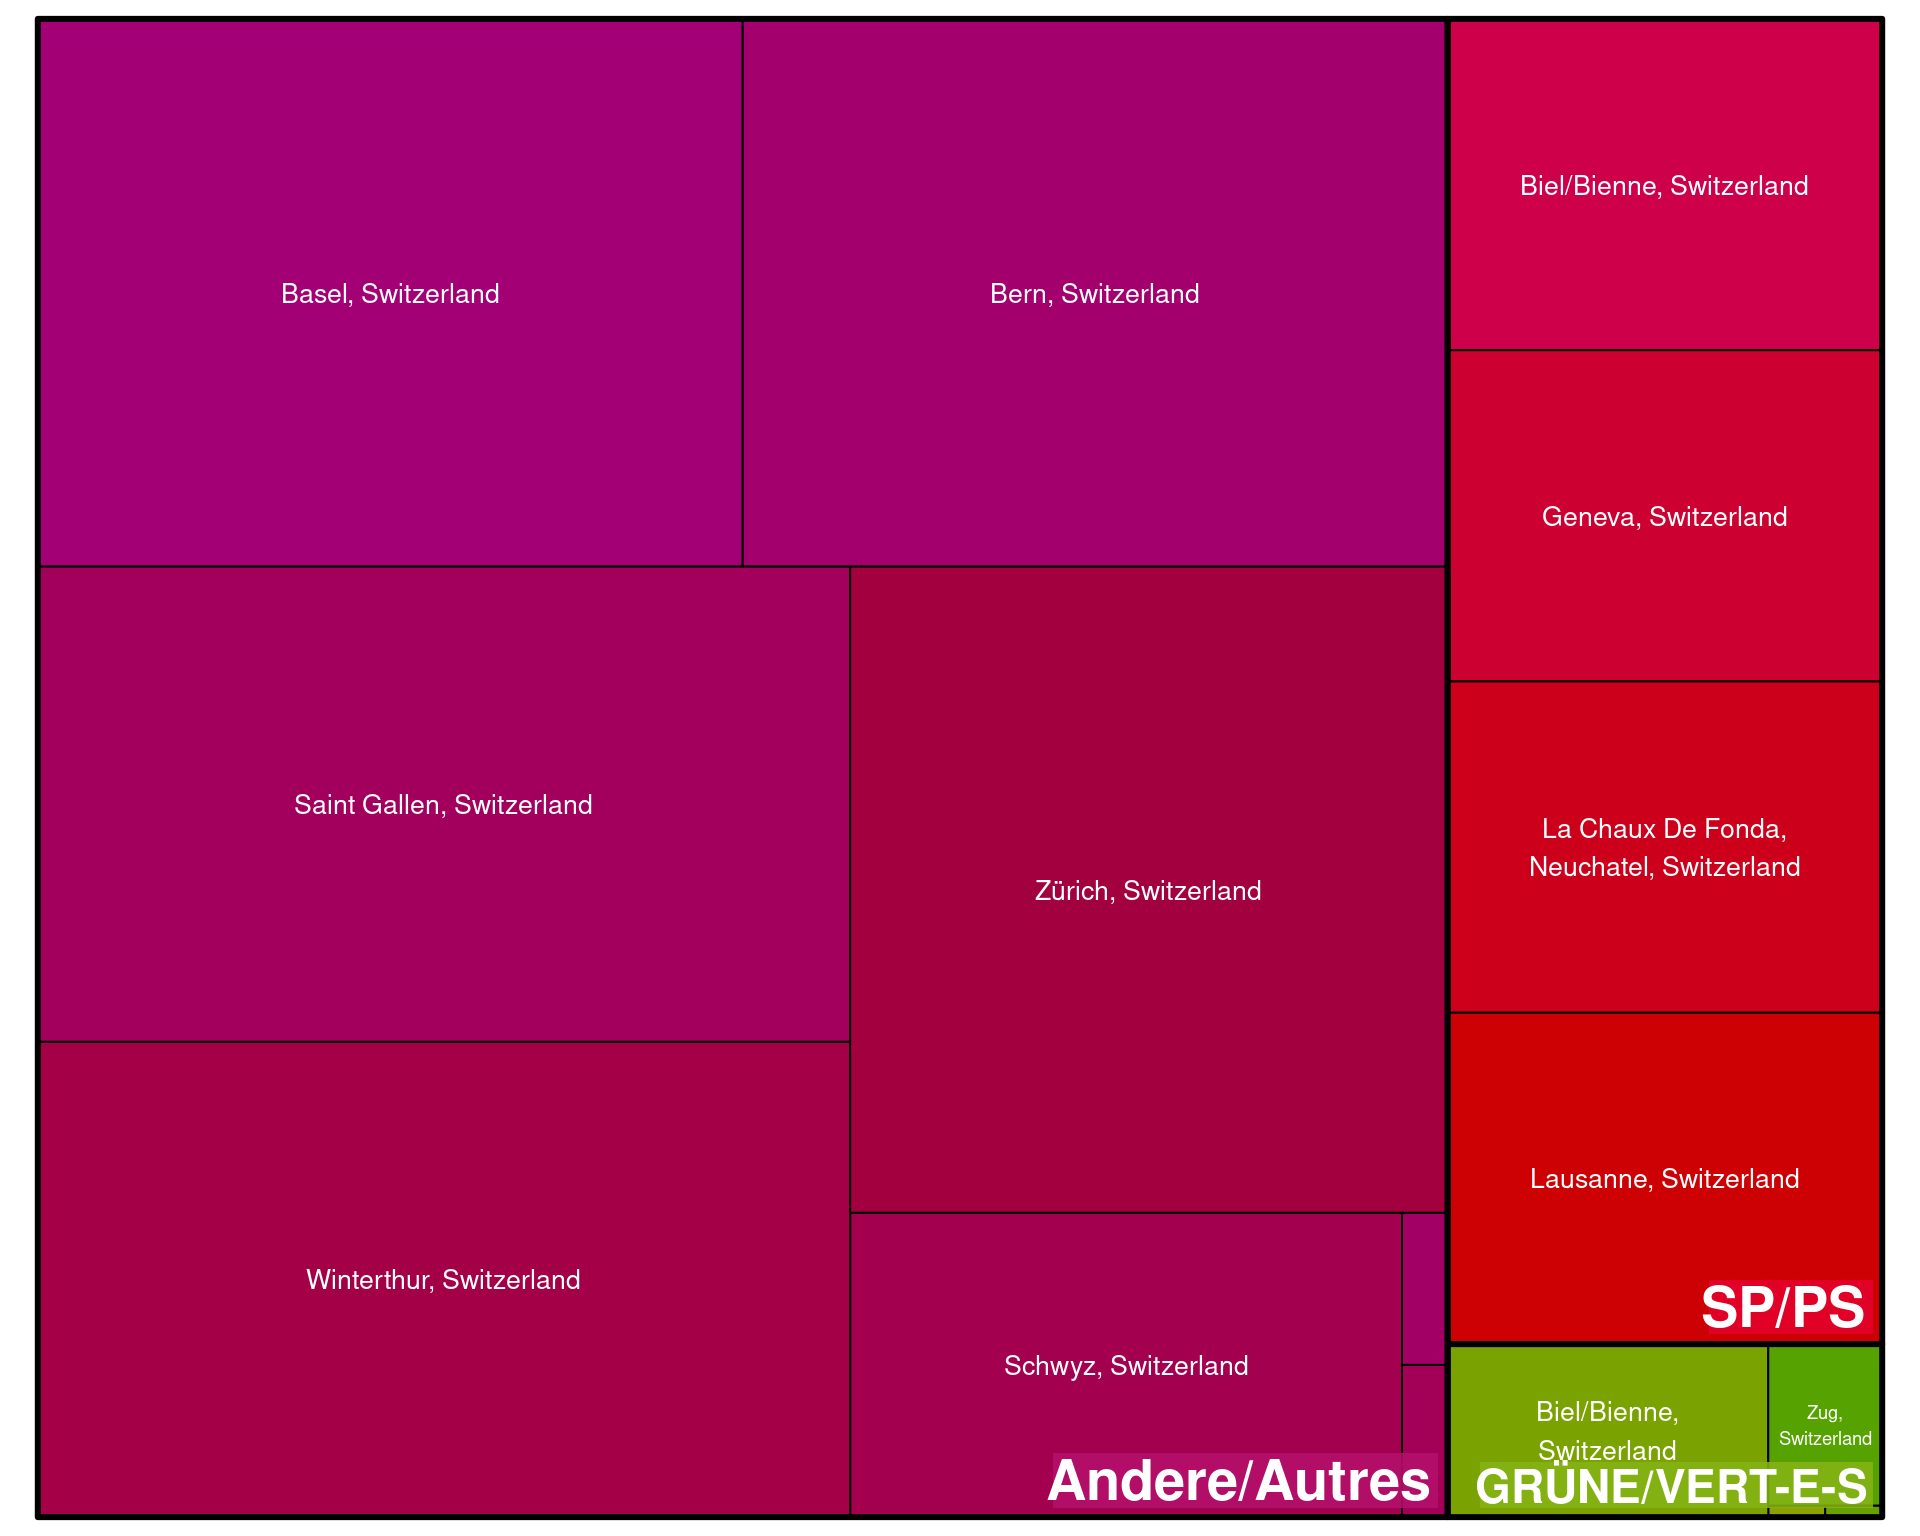 Basel, Switzerland
Bern, Switzerland
Saint Gallen, Switzerland
Zürich, Switzerland
Winterthur, Switzerland
Schwyz, Switzerland
Andere/Autres
Biel/Bienne, Switzerland
Geneva, Switzerland
La Chaux De Fonda,
Neuchatel, Switzerland
Lausanne, Switzerland
SP/PS
Biel/Bienne,
Switzerland
Zug,
Switzerland
GRÜNE/VERT-E-S